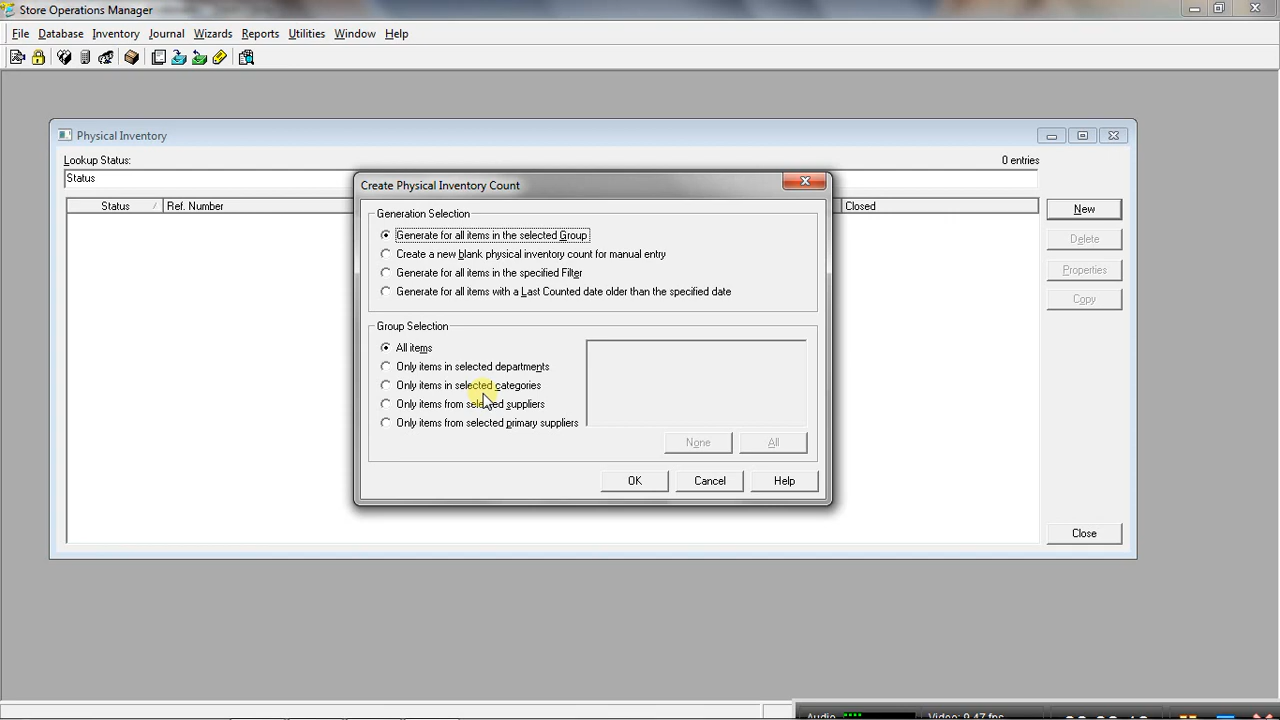 Store Operations Manager
File Database Inventory Journal Wizards Reports Utilities Window Help
Physical Inventory
Lookup Status:
0 entries
Status
Status Ref. Number Closed
New
Delete
Properties
Copy
Close
Create Physical Inventory Count
Generation Selection
Generate for all items in the selected Group
Create a new blank physical inventory count for manual entry
Generate for all items in the specified Filter
Generate for all items with a Last Counted date older than the specified date
Group Selection
All items
Only items in selected departments
Only items in selected categories
Only items from selected suppliers
Only items from selected primary suppliers
None All
OK Cancel Help
Audio Video: 9.47 fps